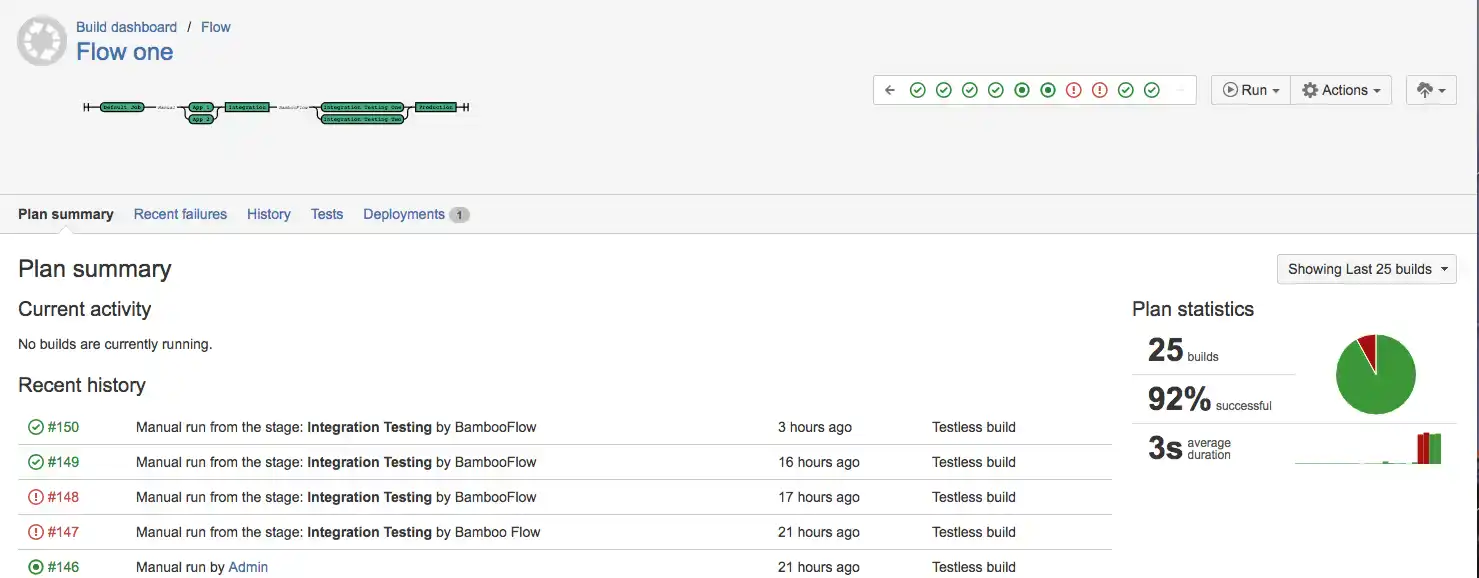 Build dashboard / Flow
Flow one
Default Job Manual App 1 Integration BambooFlow Integration Testing One Production
App 2 Integration Testing Two
Run Actions
Plan summary Recent failures History Tests Deployments 1
Plan summary
Showing Last 25 builds
Current activity
No builds are currently running.
Recent history
#150 Manual run from the stage: Integration Testing by BambooFlow 3 hours ago Testless build
#149 Manual run from the stage: Integration Testing by BambooFlow 16 hours ago Testless build
#148 Manual run from the stage: Integration Testing by BambooFlow 17 hours ago Testless build
#147 Manual run from the stage: Integration Testing by Bamboo Flow 21 hours ago Testless build
#146 Manual run by Admin 21 hours ago Testless build
Plan statistics
25 builds
92% successful
3s average
duration